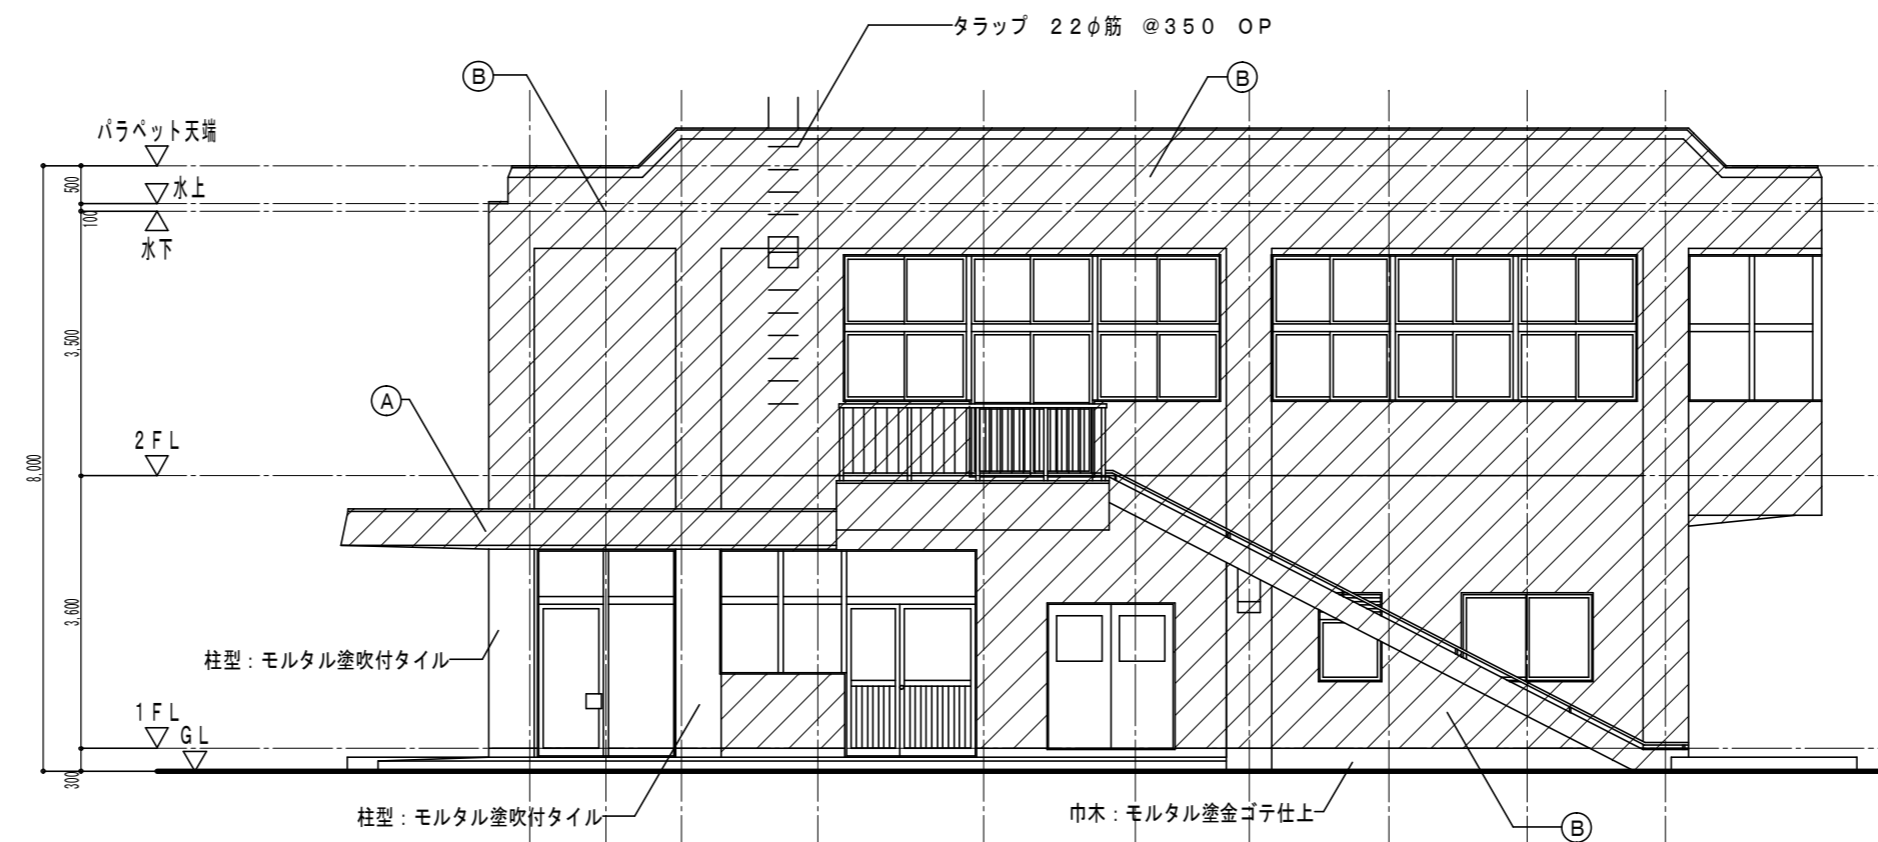 タラップ 22φ筋 @350 OP
B
B
パラペット天端
水上
水下
500
100
3,500
8,000
A
2FL
3,600
柱型:モルタル塗吹付タイル
1FL
GL
300
柱型:モルタル塗吹付タイル
巾木:モルタル塗金ゴテ仕上
B